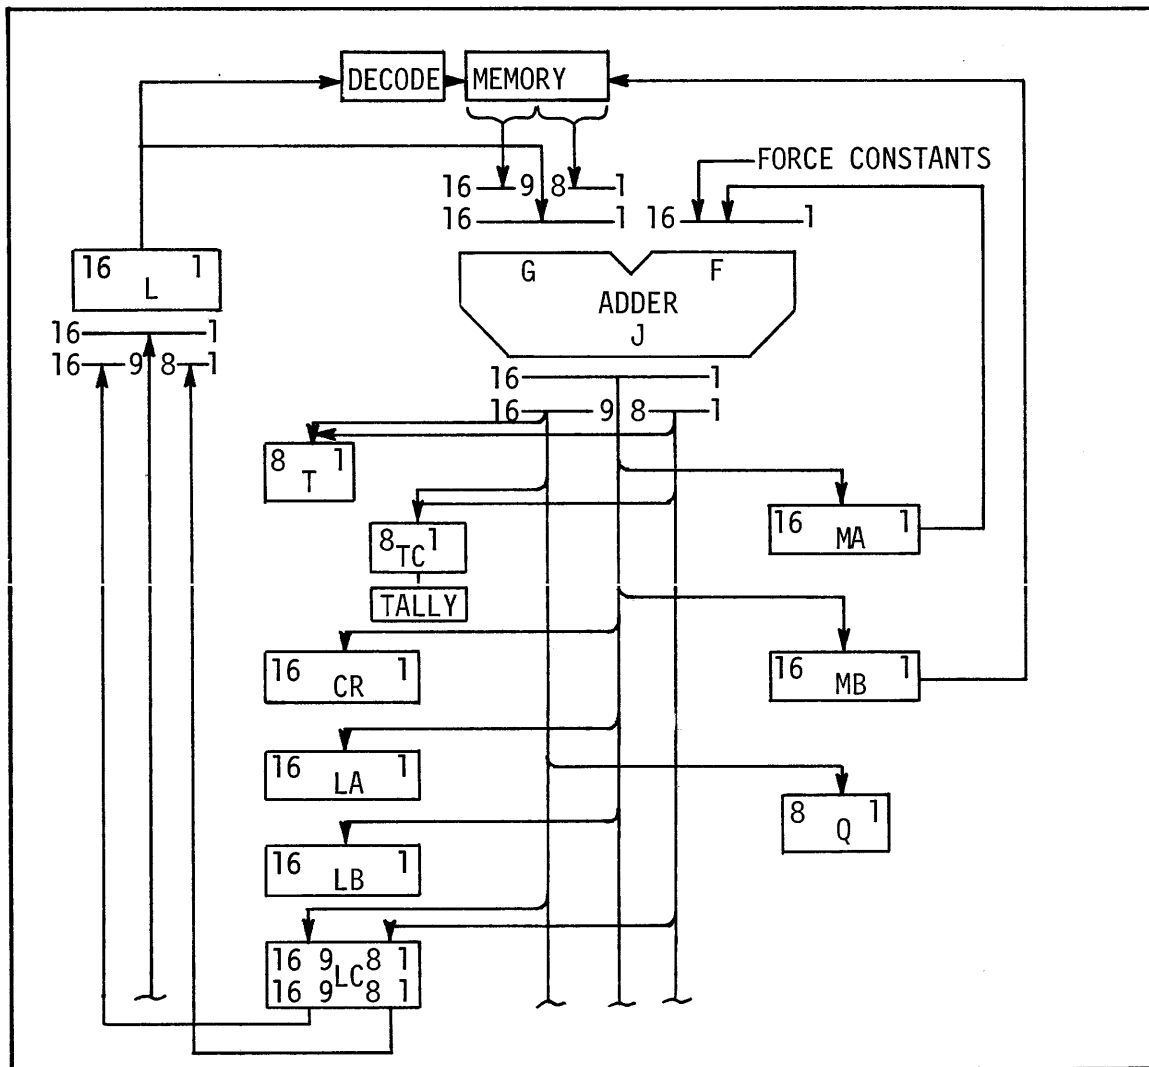 DECODE MEMORY
FORCE CONSTANTS
16 9 8 1
16 1 16 1
16 1
L
G F
ADDER
J
16 1
16 9 8 1
16 1
16 9 8 1
8 1
T
16 1
MA
8 1
TC
TALLY
16 1
CR
16 1
MB
16 1
LA
8 1
Q
16 1
LB
16 9 8 1
LC
16 9 8 1